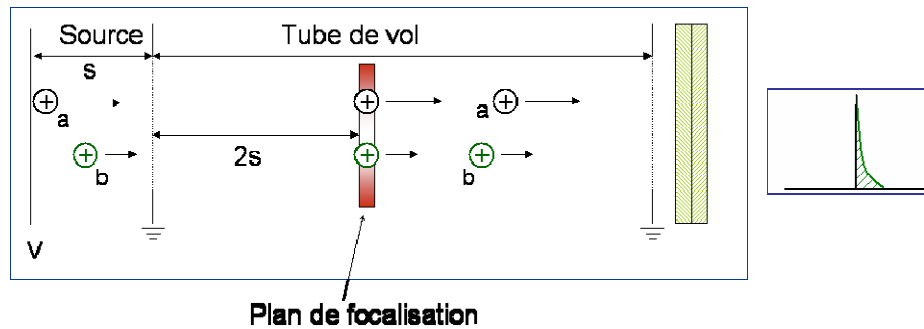 Source
Tube de vol
s
a
a
2s
b
b
V
Plan de focalisation